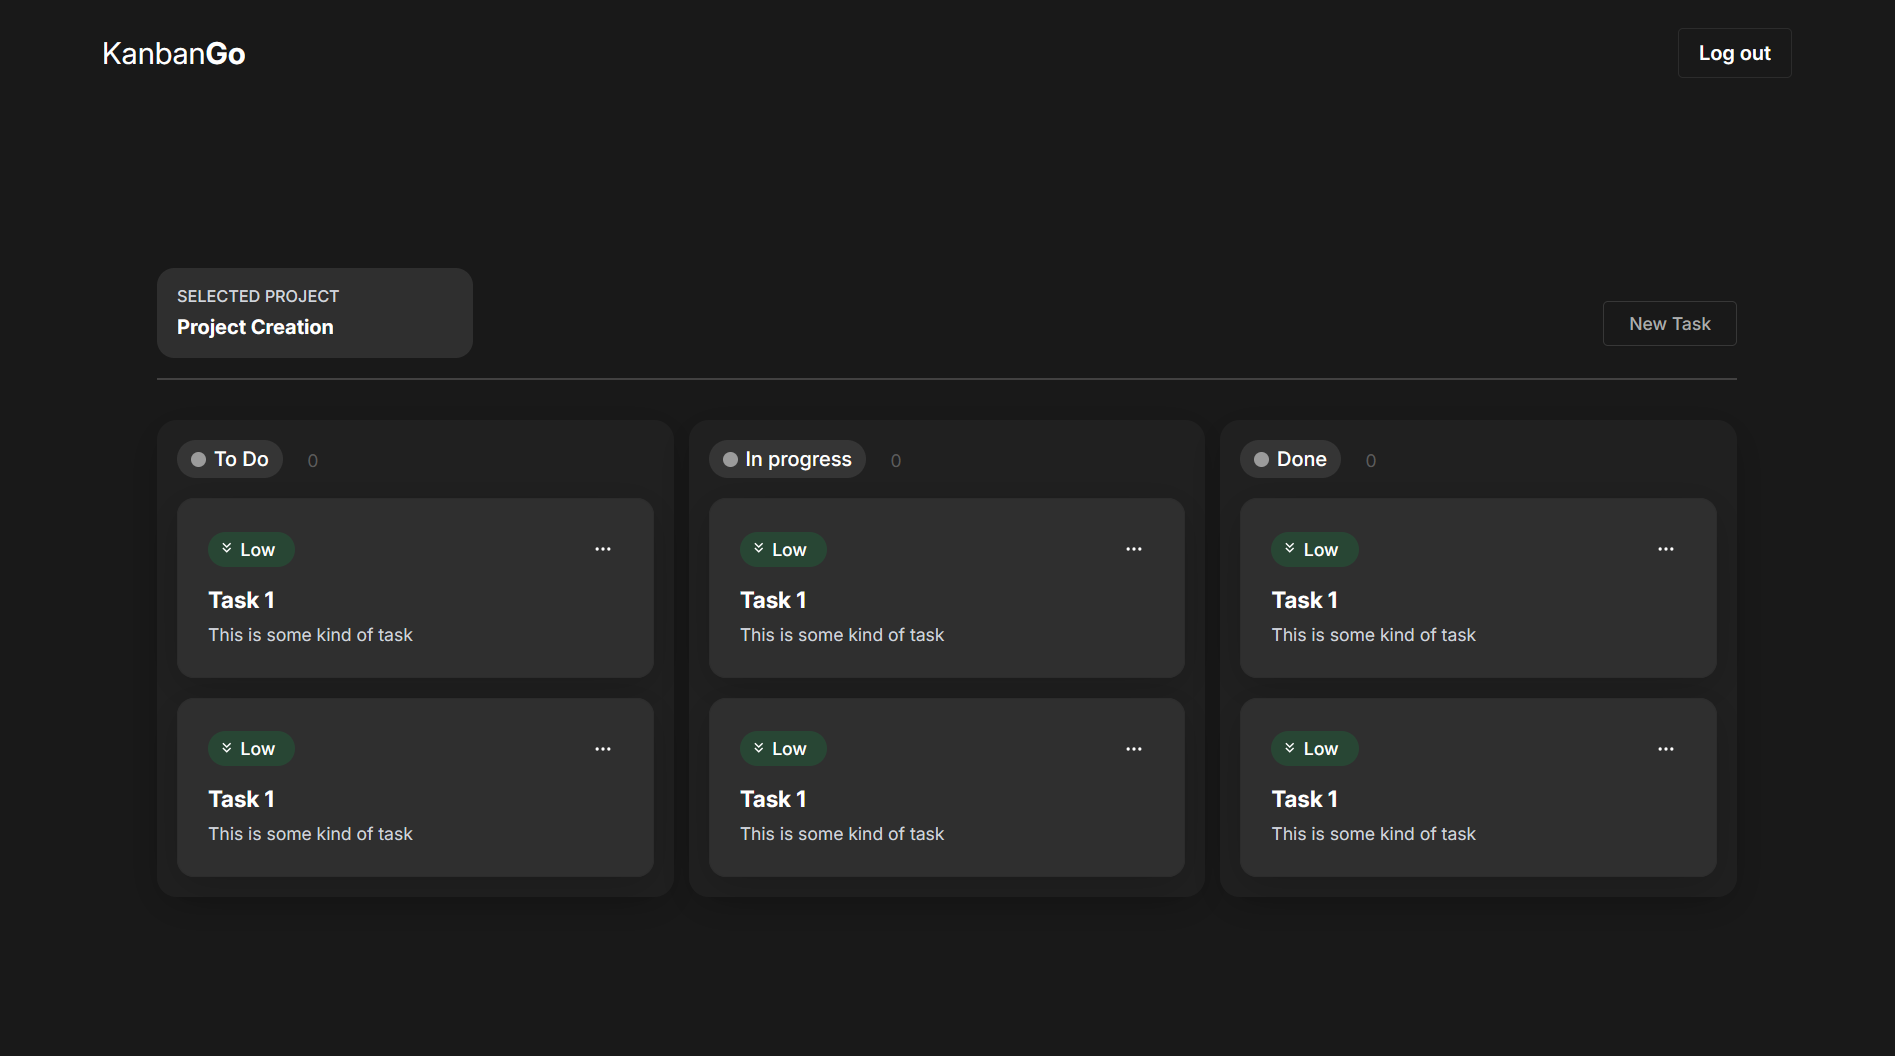 KanbanGo
Log out
SELECTED PROJECT
Project Creation
New Task
To Do 0
In progress 0
Done 0
Low
Task 1
This is some kind of task
Low
Task 1
This is some kind of task
Low
Task 1
This is some kind of task
Low
Task 1
This is some kind of task
Low
Task 1
This is some kind of task
Low
Task 1
This is some kind of task